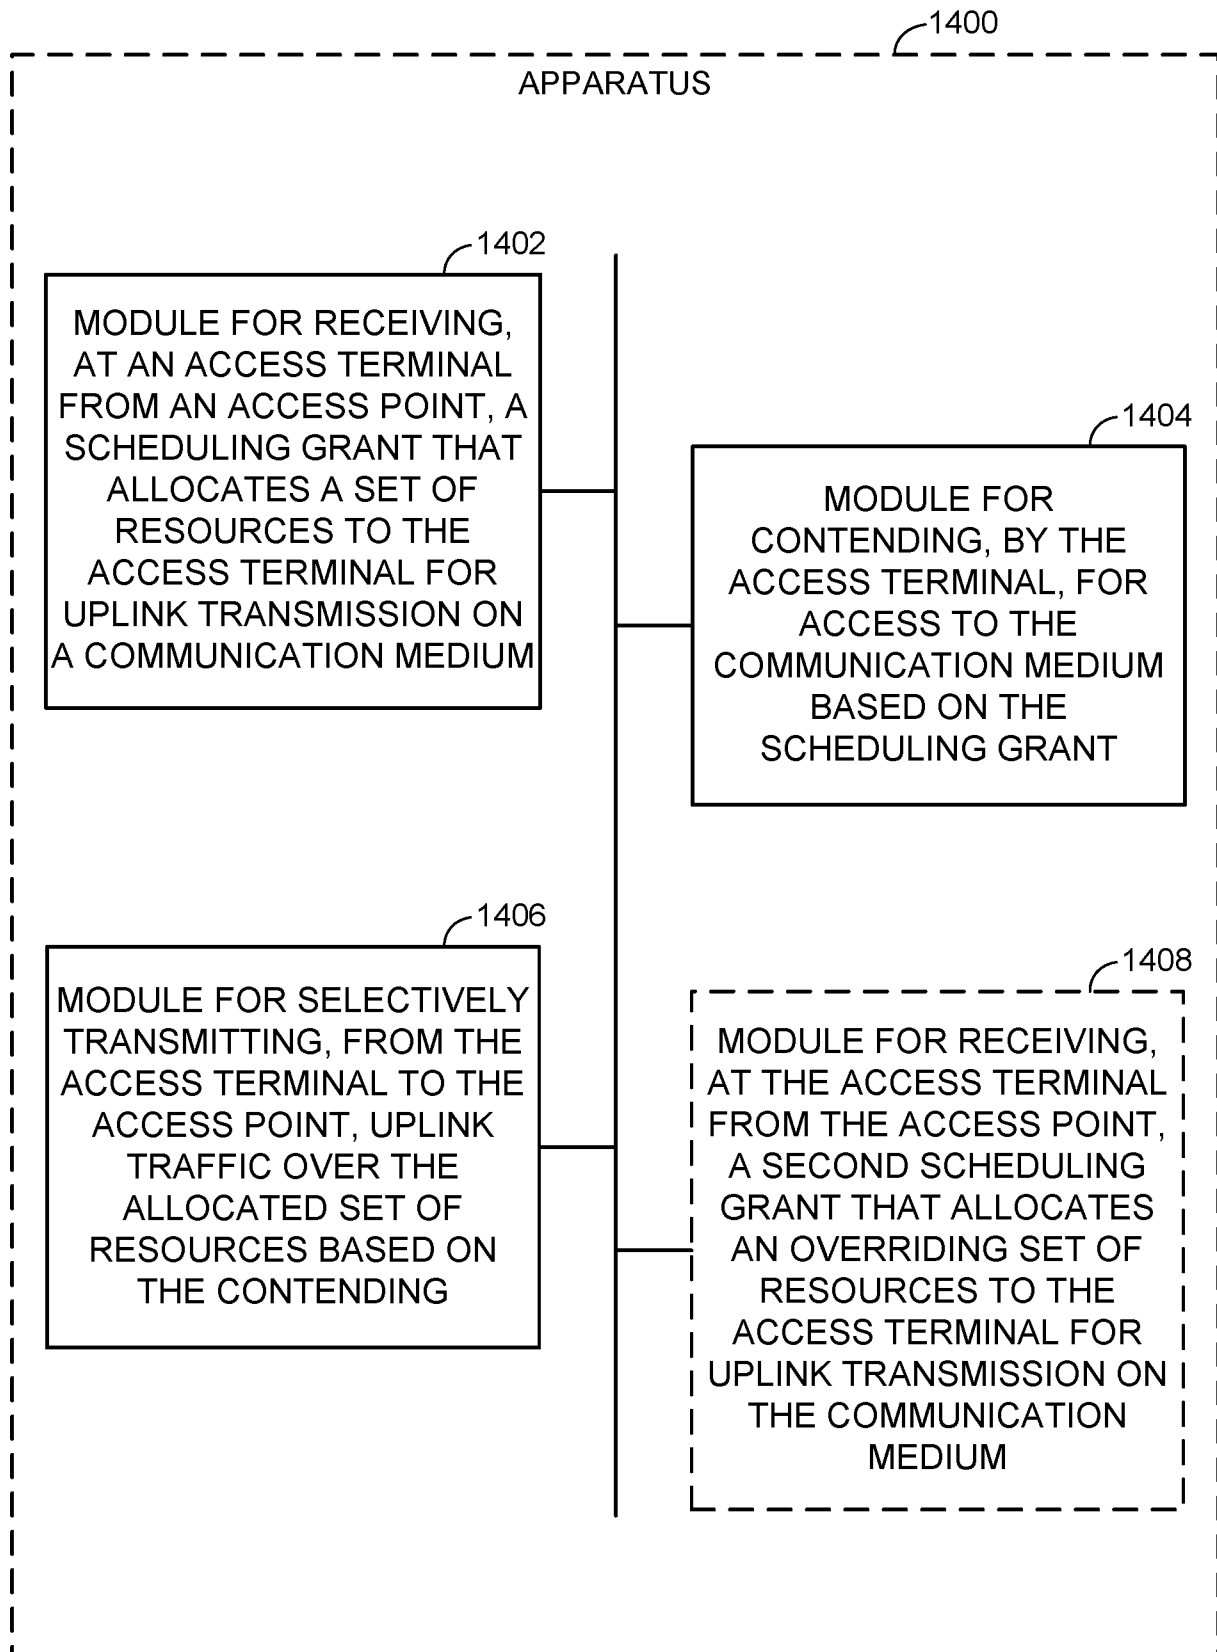 1400
APPARATUS
1402
MODULE FOR RECEIVING,
AT AN ACCESS TERMINAL
FROM AN ACCESS POINT, A
SCHEDULING GRANT THAT
ALLOCATES A SET OF
RESOURCES TO THE
ACCESS TERMINAL FOR
UPLINK TRANSMISSION ON
A COMMUNICATION MEDIUM
1404
MODULE FOR
CONTENDING, BY THE
ACCESS TERMINAL, FOR
ACCESS TO THE
COMMUNICATION MEDIUM
BASED ON THE
SCHEDULING GRANT
1406
MODULE FOR SELECTIVELY
TRANSMITTING, FROM THE
ACCESS TERMINAL TO THE
ACCESS POINT, UPLINK
TRAFFIC OVER THE
ALLOCATED SET OF
RESOURCES BASED ON
THE CONTENDING
1408
MODULE FOR RECEIVING,
AT THE ACCESS TERMINAL
FROM THE ACCESS POINT,
A SECOND SCHEDULING
GRANT THAT ALLOCATES
AN OVERRIDING SET OF
RESOURCES TO THE
ACCESS TERMINAL FOR
UPLINK TRANSMISSION ON
THE COMMUNICATION
MEDIUM